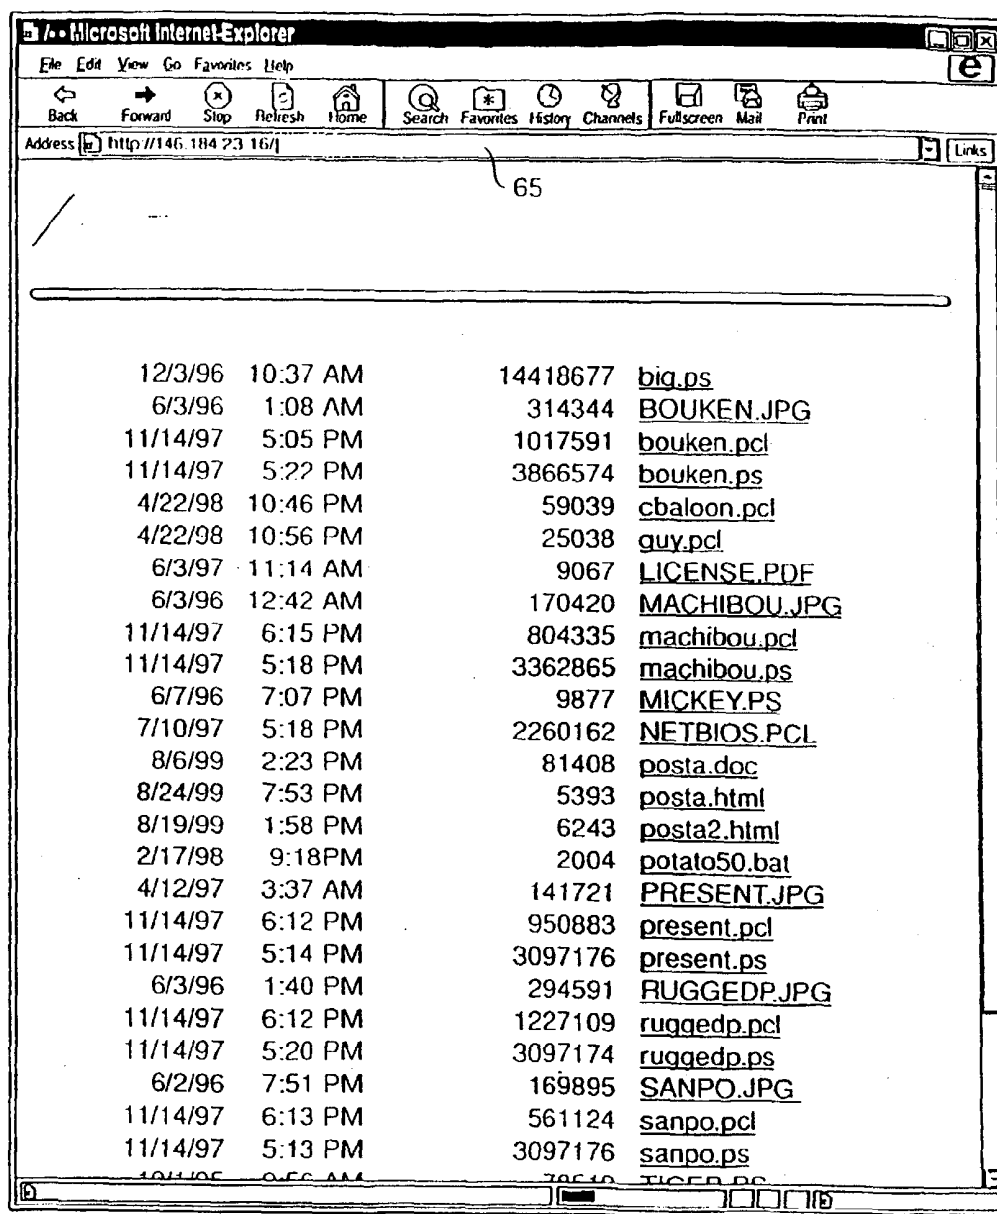 / - Microsoft Internet-Explorer
File Edit View Go Favorites Help
Back Forward Stop Refresh Home Search Favorites History Channels Fullscreen Mail Print
Address http://146.184.23.16/ Links
65
/
12/3/96 10:37 AM 14418677 big.ps
6/3/96 1:08 AM 314344 BOUKEN.JPG
11/14/97 5:05 PM 1017591 bouken.pcl
11/14/97 5:22 PM 3866574 bouken.ps
4/22/98 10:46 PM 59039 cbaloon.pcl
4/22/98 10:56 PM 25038 guy.pcl
6/3/97 11:14 AM 9067 LICENSE.PDF
6/3/96 12:42 AM 170420 MACHIBOU.JPG
11/14/97 6:15 PM 804335 machibou.pcl
11/14/97 5:18 PM 3362865 machibou.ps
6/7/96 7:07 PM 9877 MICKEY.PS
7/10/97 5:18 PM 2260162 NETBIOS.PCL
8/6/99 2:23 PM 81408 posta.doc
8/24/99 7:53 PM 5393 posta.html
8/19/99 1:58 PM 6243 posta2.html
2/17/98 9:18PM 2004 potato50.bat
4/12/97 3:37 AM 141721 PRESENT.JPG
11/14/97 6:12 PM 950883 present.pcl
11/14/97 5:14 PM 3097176 present.ps
6/3/96 1:40 PM 294591 RUGGEDP.JPG
11/14/97 6:12 PM 1227109 ruggedp.pcl
11/14/97 5:20 PM 3097174 ruggedp.ps
6/2/96 7:51 PM 169895 SANPO.JPG
11/14/97 6:13 PM 561124 sanpo.pcl
11/14/97 5:13 PM 3097176 sanpo.ps